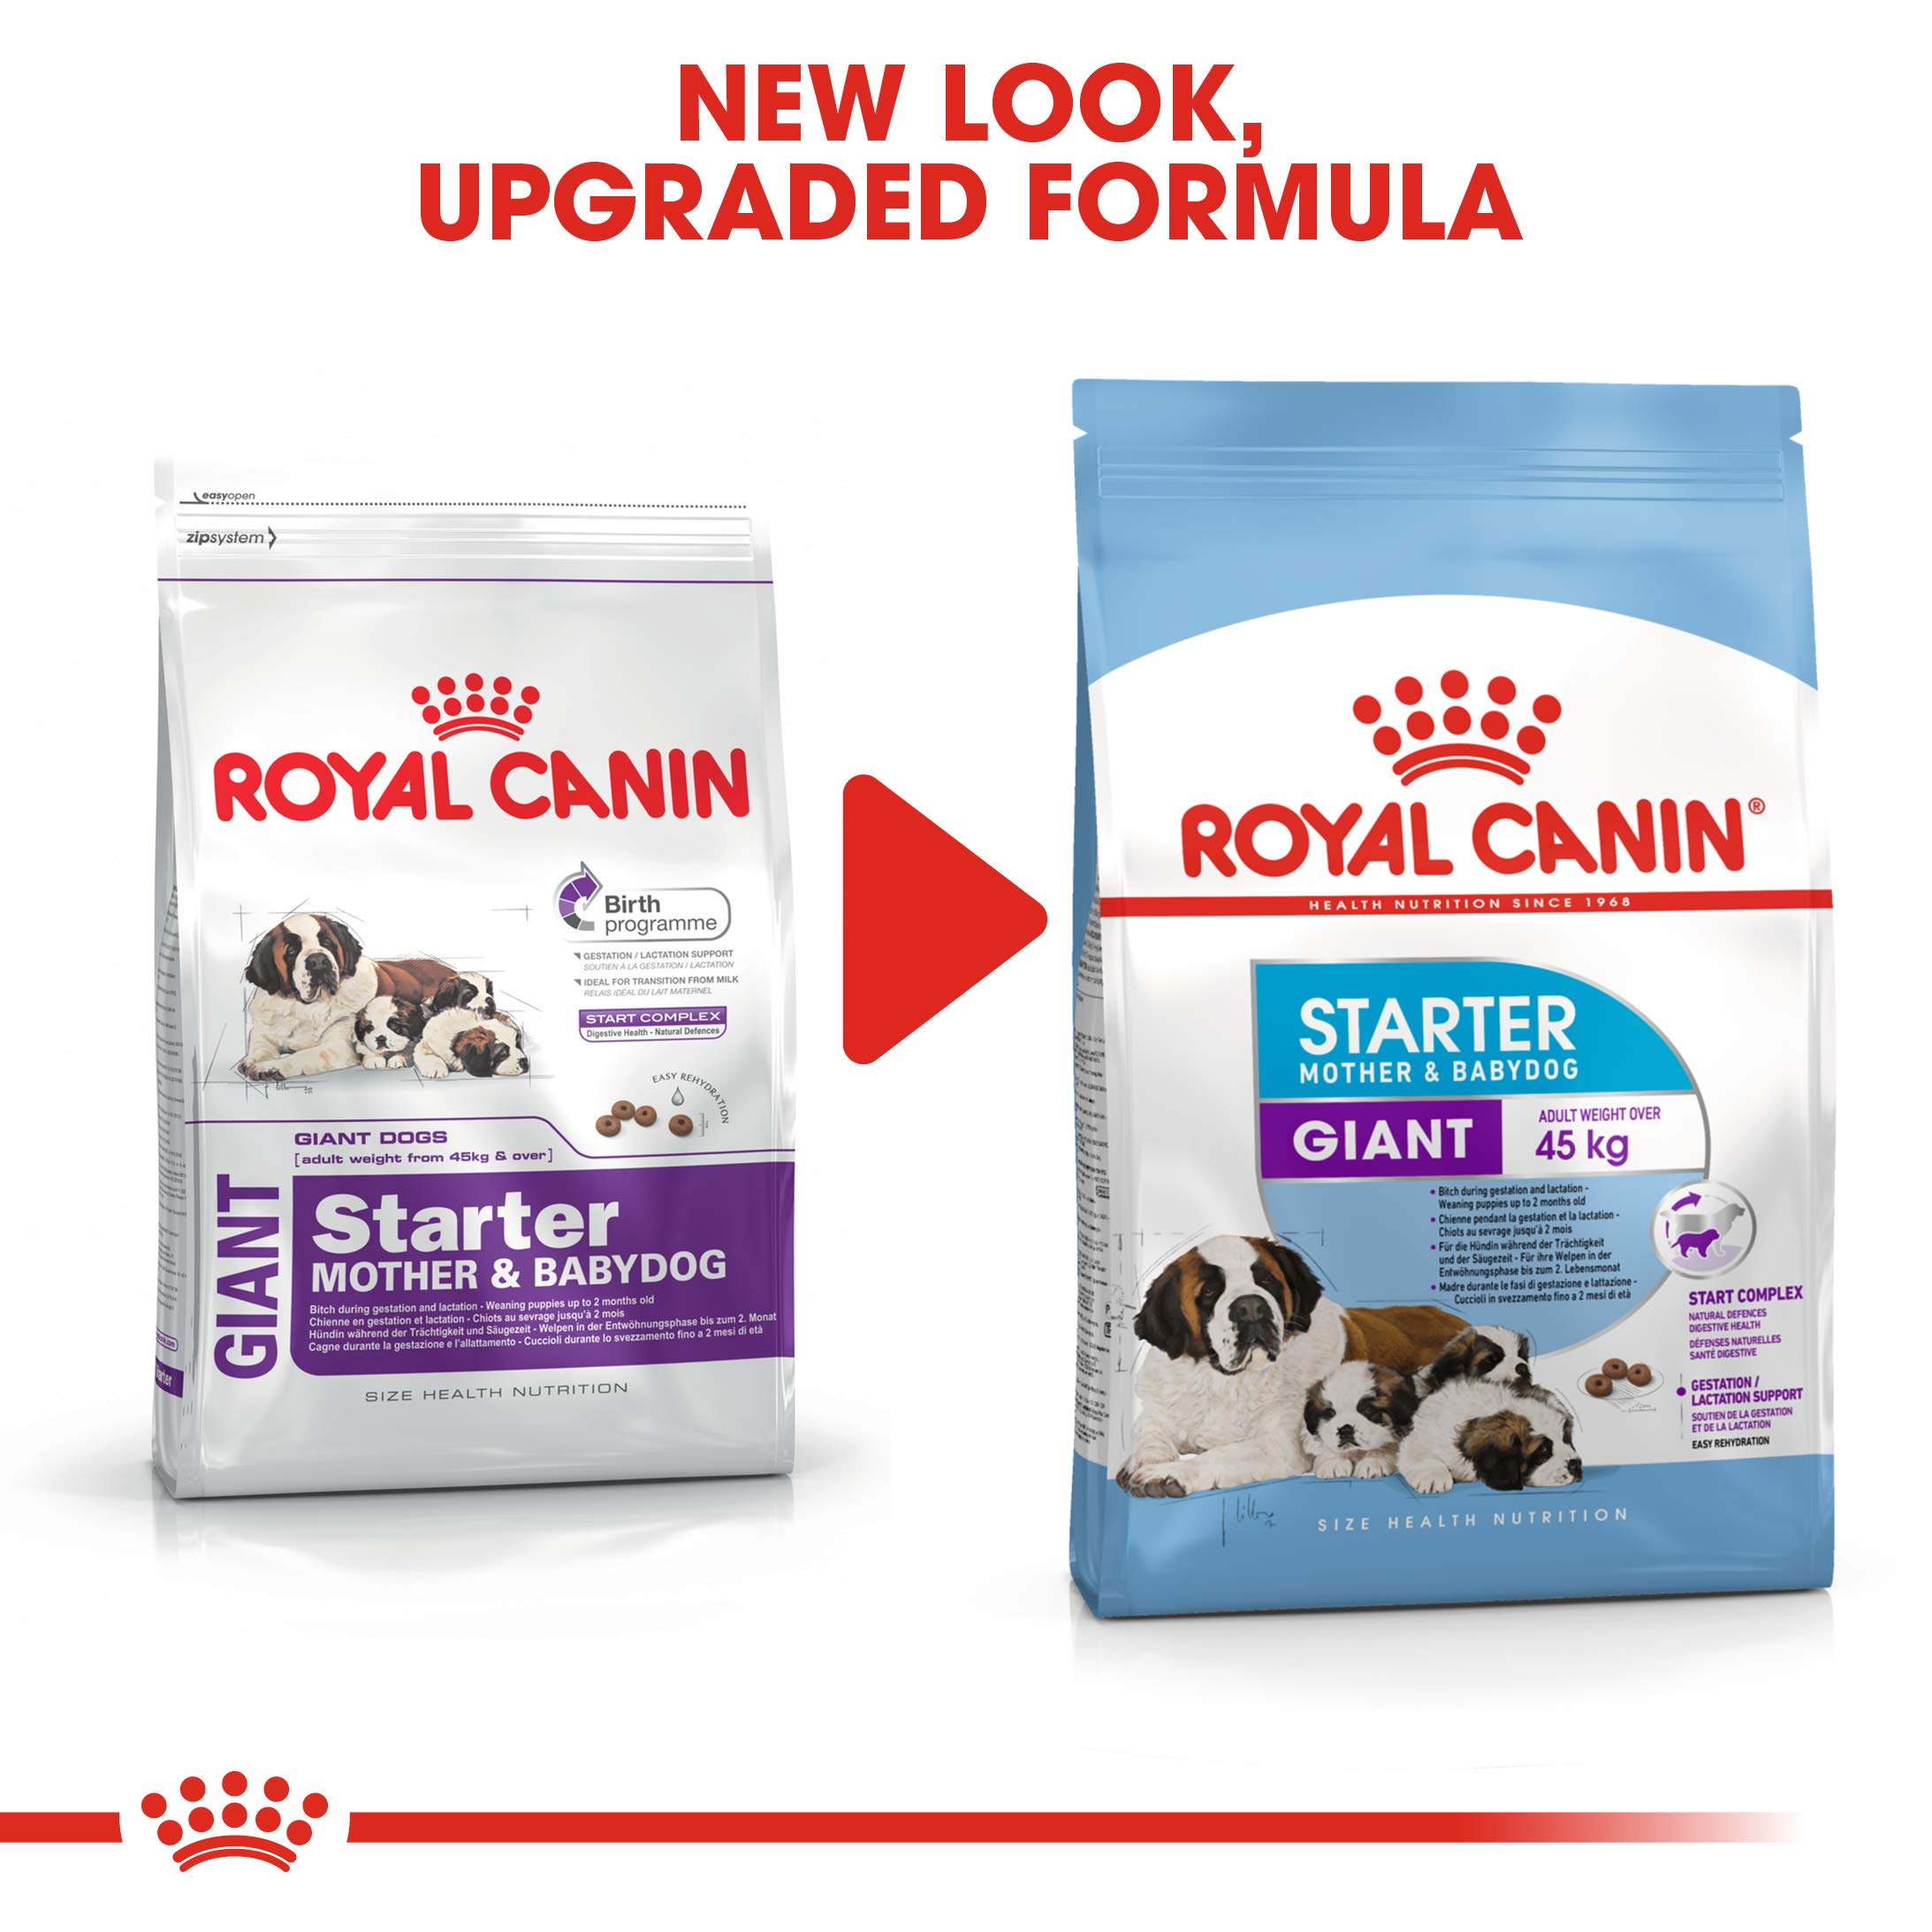 NEW LOOK,
UPGRADED FORMULA
easyopen
zipsystem
ROYAL CANIN
Birth
programme
GESTATION / LACTATION SUPPORT
SOUTIEN À LA GESTATION / LACTATION
IDEAL FOR TRANSITION FROM MILK
RELAIS IDÉAL DU LAIT MATERNEL
START COMPLEX
Digestive Health - Natural Defences
EASY REHYDRATION
GIANT DOGS
[adult weight from 45kg & over]
GIANT
Starter
MOTHER & BABYDOG
Bitch during gestation and lactation - Weaning puppies up to 2 months old
Chienne en gestation et lactation - Chiots au sevrage jusqu'à 2 mois
Hündin während der Trächtigkeit und Säugezeit - Welpen in der Entwöhnungsphase bis zum 2. Monat
Cagne durante la gestazione e l'allattamento - Cuccioli durante lo svezzamento fino a 2 mesi di età
SIZE HEALTH NUTRITION
ROYAL CANIN®
HEALTH NUTRITION SINCE 1968
STARTER
MOTHER & BABYDOG
GIANT
ADULT WEIGHT OVER
45 kg
• Bitch during gestation and lactation -
Weaning puppies up to 2 months old
• Chienne pendant la gestation et la lactation -
Chiots au sevrage jusqu'à 2 mois
• Für die Hündin während der Trächtigkeit
und der Säugezeit - Für ihre Welpen in der
Entwöhnungsphase bis zum 2. Lebensmonat
• Madre durante le fasi di gestazione e lattazione -
Cuccioli in svezzamento fino a 2 mesi di età
START COMPLEX
NATURAL DEFENCES
DIGESTIVE HEALTH
DÉFENSES NATURELLES
SANTÉ DIGESTIVE
GESTATION /
LACTATION SUPPORT
SOUTIEN DE LA GESTATION
ET DE LA LACTATION
EASY REHYDRATION
SIZE HEALTH NUTRITION